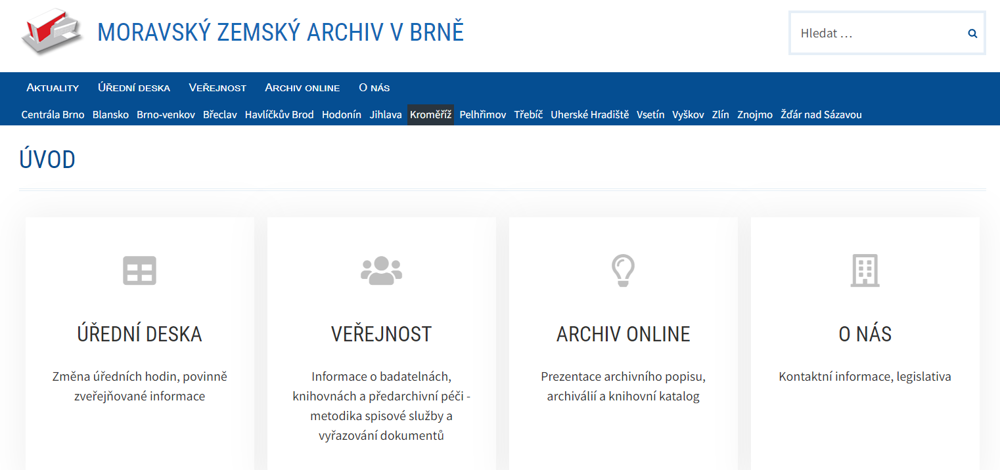 MORAVSKÝ ZEMSKÝ ARCHIV V BRNĚ
Hledat …
Aktuality Úřední deska Veřejnost Archiv online O nás
Centrála Brno Blansko Brno-venkov Břeclav Havlíčkův Brod Hodonín Jihlava Kroměříž Pelhřimov Třebíč Uherské Hradiště Vsetín Vyškov Zlín Znojmo Žďár nad Sázavou
ÚVOD
ÚŘEDNÍ DESKA
Změna úředních hodin, povinně
zveřejňované informace
VEŘEJNOST
Informace o badatelnách,
knihovnách a předarchivní péči -
metodika spisové služby a
vyřazování dokumentů
ARCHIV ONLINE
Prezentace archivního popisu,
archiválií a knihovní katalog
O NÁS
Kontaktní informace, legislativa